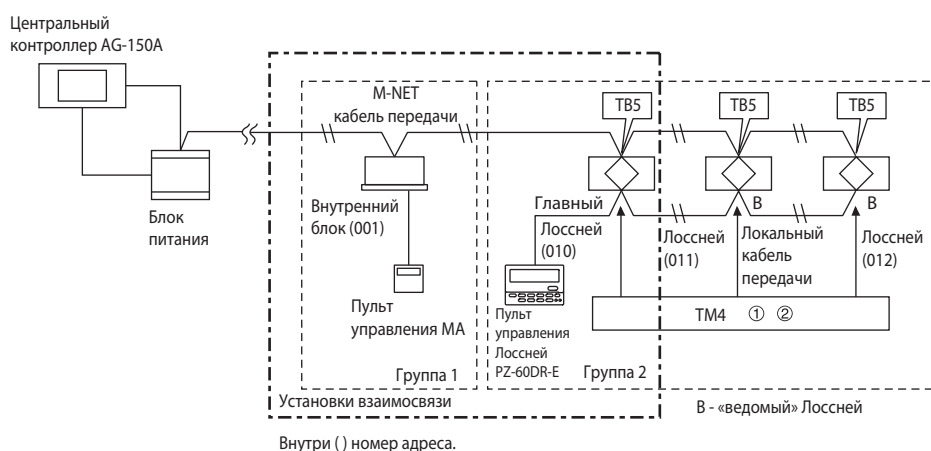 Центральный
контроллер AG-150A
Блок
питания
M-NET
кабель передачи
Внутренний
блок (001)
Пульт
управления MA
Группа 1
Установки взаимосвязи
TB5
TB5
TB5
Главный
Лоссней
(010)
B
Лоссней
(011)
Локальный
кабель
передачи
B
Лоссней
(012)
TM4 ① ②
Пульт
управления
Лоссней
PZ-60DR-E
Группа 2
B - «ведомый» Лоссней
Внутри ( ) номер адреса.